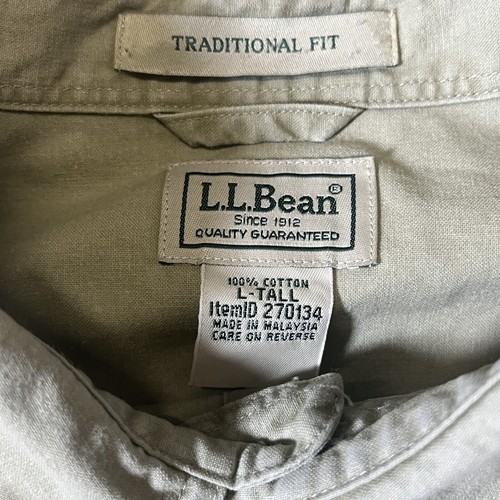 TRADITIONAL FIT
L.L.Bean®
Since 1912
QUALITY GUARANTEED
100% COTTON
L-TALL
ItemID 270134
MADE IN MALAYSIA
CARE ON REVERSE